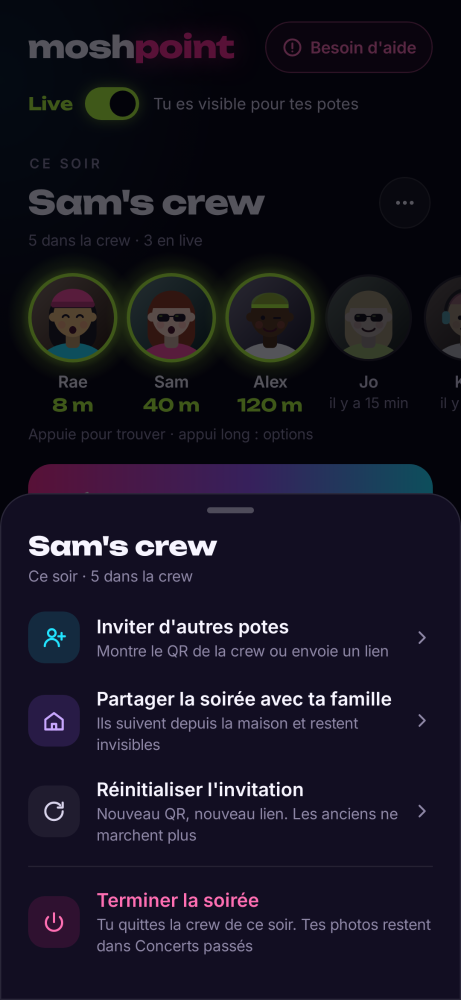 moshpoint
Besoin d'aide
Live
Tu es visible pour tes potes
CE SOIR
Sam's crew
5 dans la crew · 3 en live
Rae
Sam
Alex
Jo
8 m
40 m
120 m
il y a 15 min
il y
Appuie pour trouver · appui long : options
Sam's crew
Ce soir · 5 dans la crew
Inviter d'autres potes
Montre le QR de la crew ou envoie un lien
Partager la soirée avec ta famille
Ils suivent depuis la maison et restent
invisibles
Réinitialiser l'invitation
Nouveau QR, nouveau lien. Les anciens ne
marchent plus
Terminer la soirée
Tu quittes la crew de ce soir. Tes photos restent
dans Concerts passés